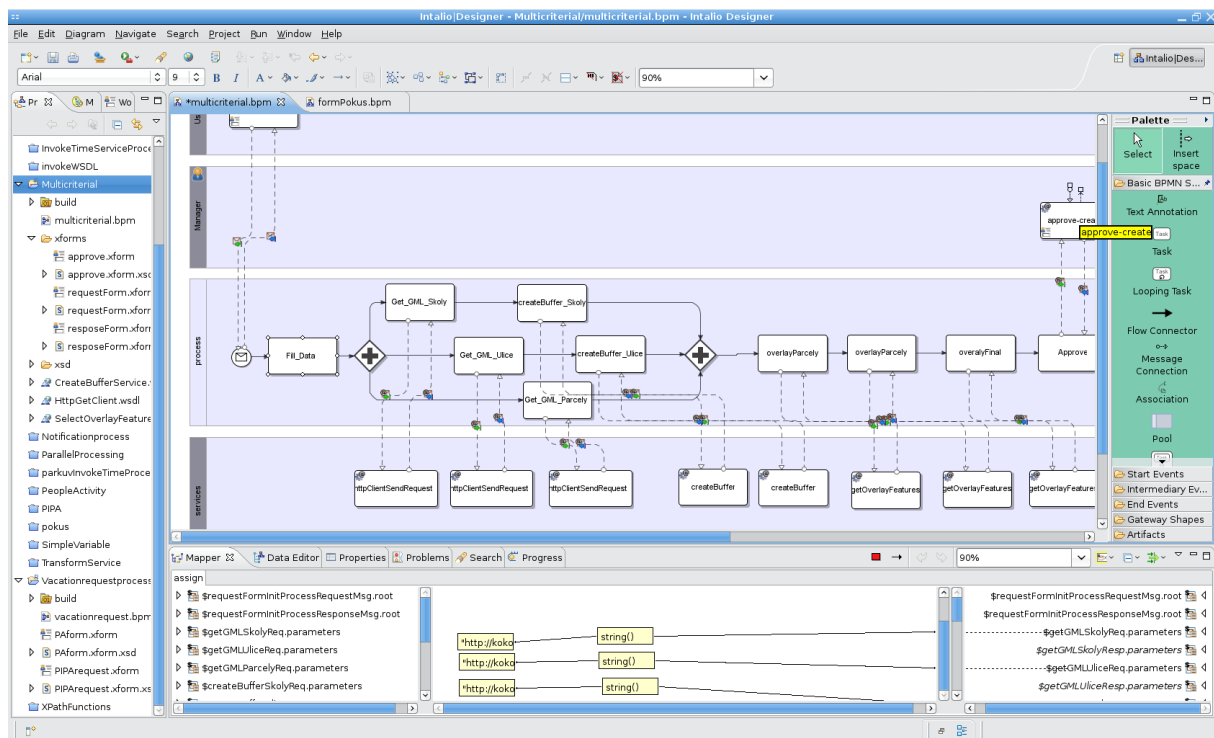 Intalio|Designer - Multicriterial/multicriterial.bpm - Intalio Designer
File Edit Diagram Navigate Search Project Run Window Help
Intalio|Des...
Arial 9 B I A 90%
Pr M Wo
*multicriterial.bpm formPokus.bpm
InvokeTimeServiceProce
invokeWSDL
Multicriterial
build
multicriterial.bpm
xforms
approve.xform
approve.xform.xsd
requestForm.xforr
requestForm.xforr
resposeForm.xforr
resposeForm.xforr
xsd
CreateBufferService.
HttpGetClient.wsdl
SelectOverlayFeature
Notificationprocess
ParallelProcessing
parkuvInvokeTimeProce
PeopleActivity
PIPA
pokus
SimpleVariable
TransformService
Vacationrequestprocess
build
vacationrequest.bpm
PAform.xform
PAform.xform.xsd
PIPArequest.xform
PIPArequest.xform.xs
XPathFunctions
Us
Manager
approve-crea
approve-create
process
Get_GML_Skoly
createBuffer_Skoly
Fill_Data
Get_GML_Ulice
createBuffer_Ulice
overlayParcely
overlayParcely
overalyFinal
Approve
Get_GML_Parcely
services
httpClientSendRequest
httpClientSendRequest
httpClientSendRequest
createBuffer
createBuffer
getOverlayFeatures
getOverlayFeatures
getOverlayFeatures
Palette
Select
Insert
space
Basic BPMN S...
Text Annotation
Task
Task
Task
Looping Task
Flow Connector
Message
Connection
Association
Pool
Start Events
Intermediary Ev...
End Events
Gateway Shapes
Artifacts
Mapper Data Editor Properties Problems Search Progress 90%
assign
$requestFormInitProcessRequestMsg.root
$requestFormInitProcessResponseMsg.root
$getGMLSkolyReq.parameters
$getGMLUliceReq.parameters
$getGMLParcelyReq.parameters
$createBufferSkolyReq.parameters
"http://koko string()
"http://koko string()
"http://koko string()
$requestFormInitProcessRequestMsg.root
$requestFormInitProcessResponseMsg.root
$getGMLSkolyReq.parameters
$getGMLSkolyResp.parameters
$getGMLUliceReq.parameters
$getGMLUliceResp.parameters